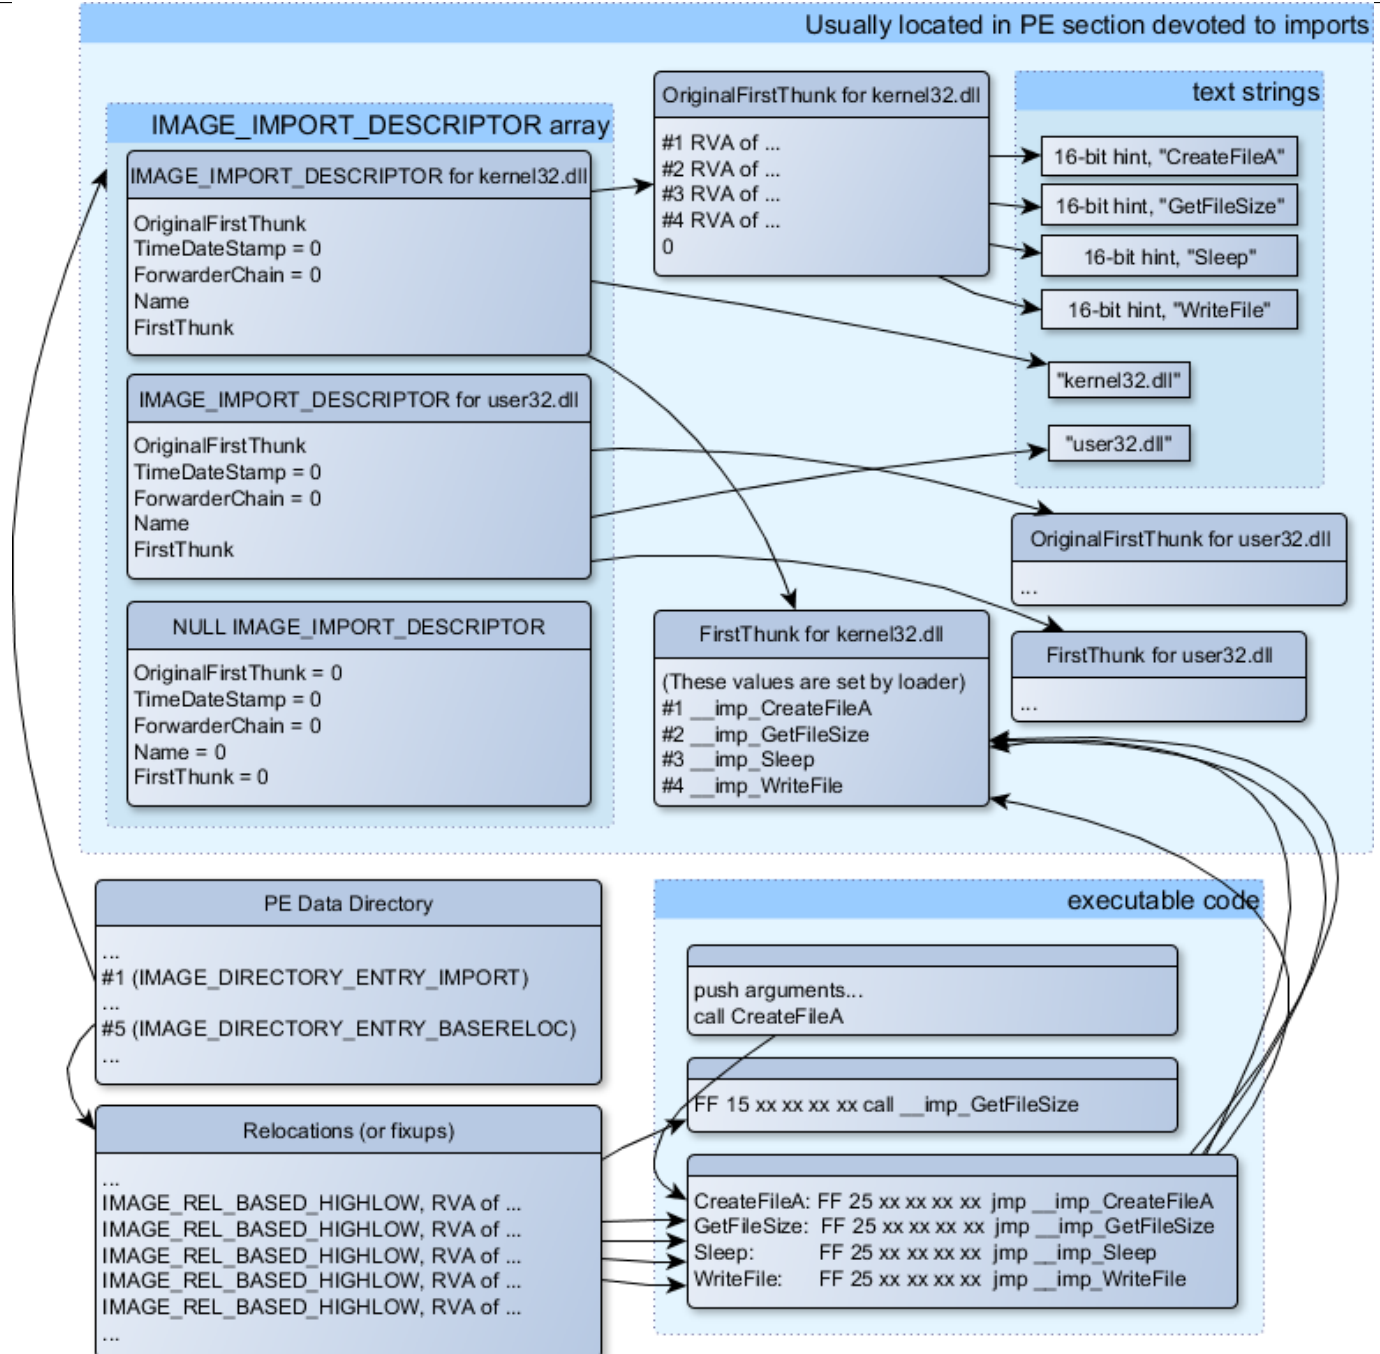 Usually located in PE section devoted to imports
IMAGE_IMPORT_DESCRIPTOR array
IMAGE_IMPORT_DESCRIPTOR for kernel32.dll
OriginalFirstThunk
TimeDateStamp = 0
ForwarderChain = 0
Name
FirstThunk
IMAGE_IMPORT_DESCRIPTOR for user32.dll
OriginalFirstThunk
TimeDateStamp = 0
ForwarderChain = 0
Name
FirstThunk
NULL IMAGE_IMPORT_DESCRIPTOR
OriginalFirstThunk = 0
TimeDateStamp = 0
ForwarderChain = 0
Name = 0
FirstThunk = 0
OriginalFirstThunk for kernel32.dll
#1 RVA of ...
#2 RVA of ...
#3 RVA of ...
#4 RVA of ...
0
text strings
16-bit hint, "CreateFileA"
16-bit hint, "GetFileSize"
16-bit hint, "Sleep"
16-bit hint, "WriteFile"
"kernel32.dll"
"user32.dll"
OriginalFirstThunk for user32.dll
...
FirstThunk for kernel32.dll
(These values are set by loader)
#1 __imp_CreateFileA
#2 __imp_GetFileSize
#3 __imp_Sleep
#4 __imp_WriteFile
FirstThunk for user32.dll
...
PE Data Directory
...
#1 (IMAGE_DIRECTORY_ENTRY_IMPORT)
...
#5 (IMAGE_DIRECTORY_ENTRY_BASERELOC)
...
Relocations (or fixups)
...
IMAGE_REL_BASED_HIGHLOW, RVA of ...
IMAGE_REL_BASED_HIGHLOW, RVA of ...
IMAGE_REL_BASED_HIGHLOW, RVA of ...
IMAGE_REL_BASED_HIGHLOW, RVA of ...
IMAGE_REL_BASED_HIGHLOW, RVA of ...
...
executable code
push arguments...
call CreateFileA
FF 15 xx xx xx xx call __imp_GetFileSize
CreateFileA: FF 25 xx xx xx xx jmp __imp_CreateFileA
GetFileSize: FF 25 xx xx xx xx jmp __imp_GetFileSize
Sleep: FF 25 xx xx xx xx jmp __imp_Sleep
WriteFile: FF 25 xx xx xx xx jmp __imp_WriteFile